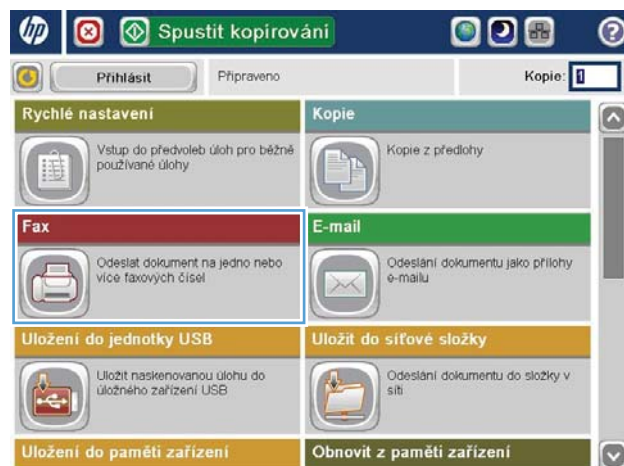 hp
Spustit kopírování
?
Přihlásit
Připraveno
Kopie: 1
Rychlé nastavení
Vstup do předvoleb úloh pro běžně
používané úlohy
Kopie
Kopie z předlohy
Fax
Odeslat dokument na jedno nebo
více faxových čísel
E-mail
Odeslání dokumentu jako přílohy
e-mailu
Uložení do jednotky USB
Uložit naskenovanou úlohu do
úložného zařízení USB
Uložit do síťové složky
Odeslání dokumentu do složky v
síti
Uložení do paměti zařízení
Obnovit z paměti zařízení